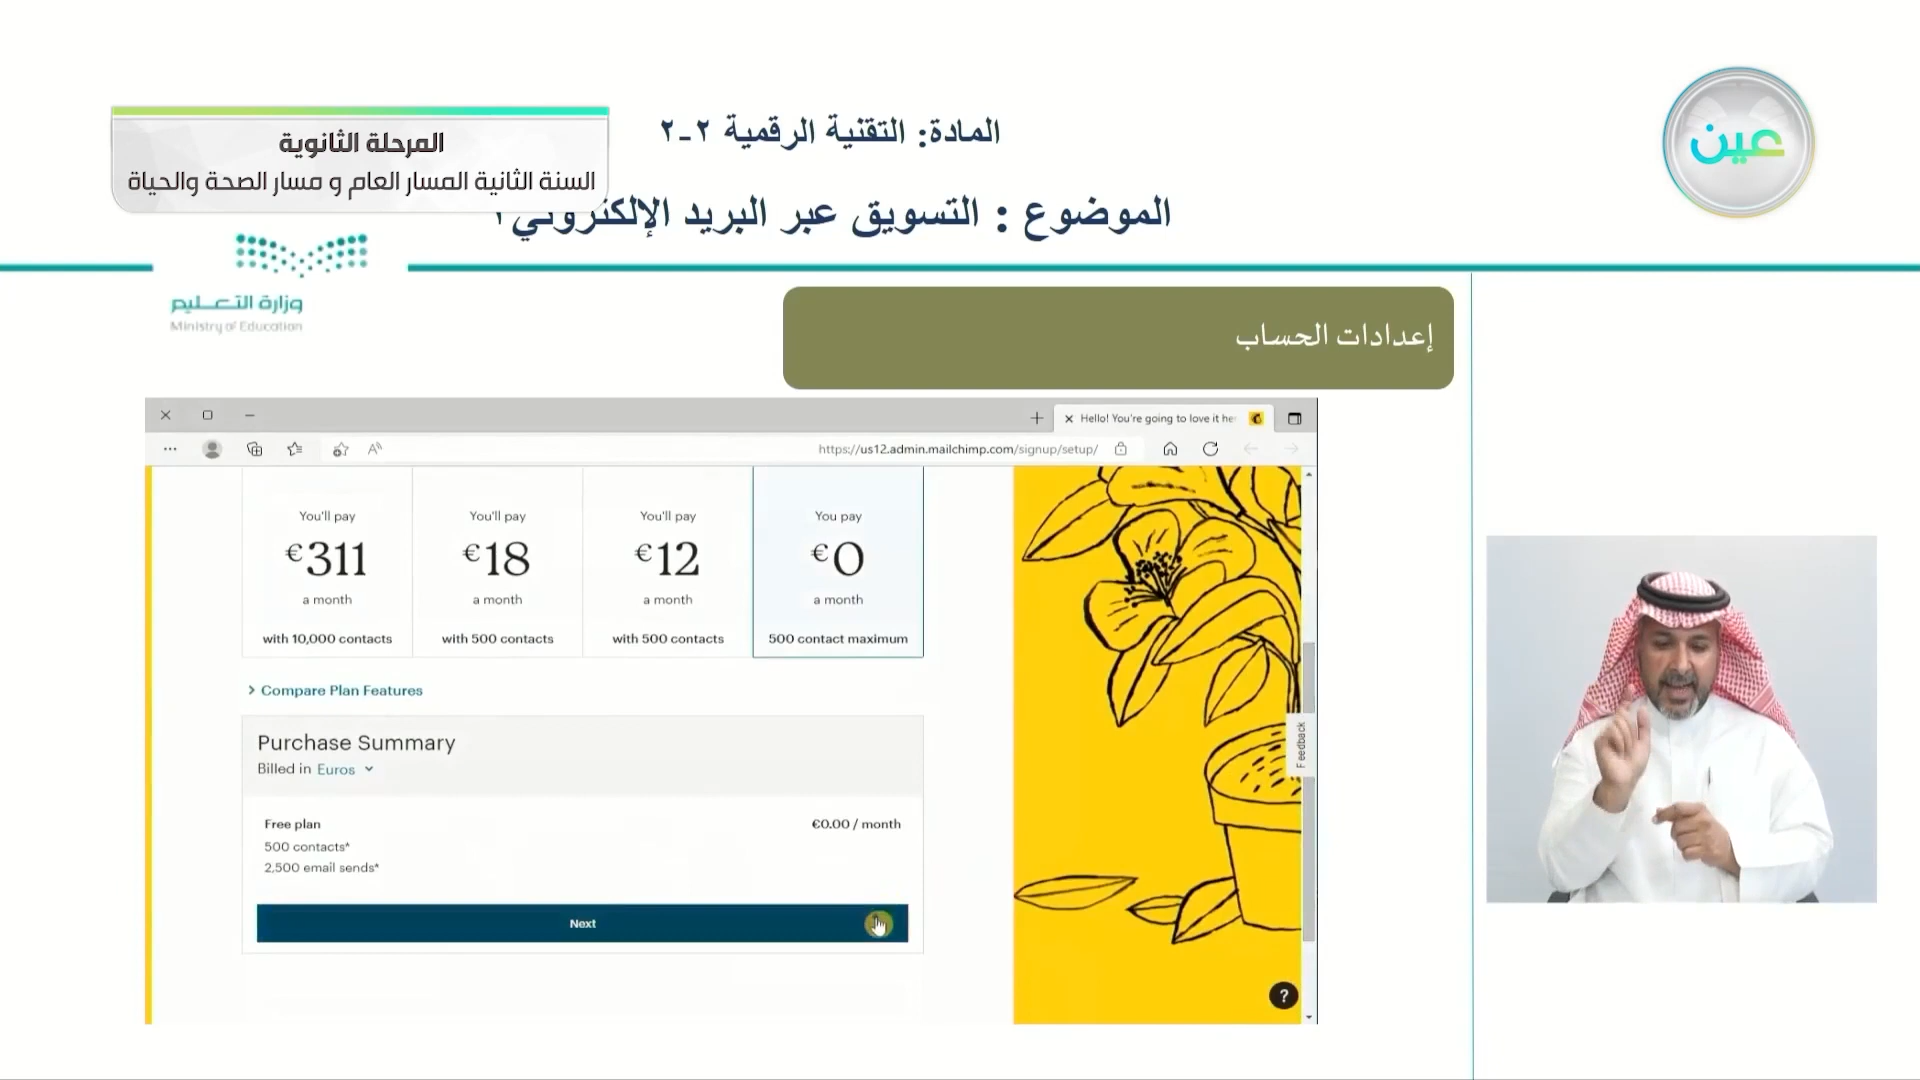 المرحلة الثانوية
السنة الثانية المسار العام و مسار الصحة والحياة
المادة: التقنية الرقمية ٢-٢
الموضوع : التسويق عبر البريد الإلكتروني
عين
وزارة التعليم
Ministry of Education
إعدادات الحساب
Hello! You're going to love it he
https://us12.admin.mailchimp.com/signup/setup/
You'll pay
€311
a month
with 10,000 contacts
You'll pay
€18
a month
with 500 contacts
You'll pay
€12
a month
with 500 contacts
You pay
€0
a month
500 contact maximum
Compare Plan Features
Purchase Summary
Billed in Euros
Free plan €0.00 / month
500 contacts*
2,500 email sends*
Next
Feedback
?